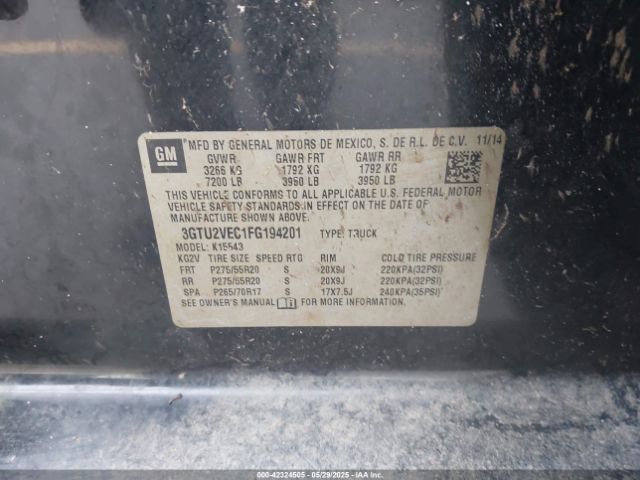 GM
MFD BY GENERAL MOTORS DE MEXICO, S. DE R.L. DE C.V. 11/14
GVWR GAWR FRT GAWR RR
3266 KG 1792 KG 1792 KG
7200 LB 3950 LB 3950 LB
THIS VEHICLE CONFORMS TO ALL APPLICABLE U.S. FEDERAL MOTOR
VEHICLE SAFETY STANDARDS IN EFFECT ON THE DATE OF
MANUFACTURE SHOWN ABOVE.
3GTU2VEC1FG194201 TYPE: TRUCK
MODEL: K15543
KG2V TIRE SIZE SPEED RTG RIM COLD TIRE PRESSURE
FRT P275/55R20 S 20X9J 220KPA(32PSI)
RR P275/55R20 S 20X9J 220KPA(32PSI)
SPA P265/70R17 S 17X7.5J 240KPA(35PSI)
SEE OWNER'S MANUAL FOR MORE INFORMATION.
© 42324505 - 05/29/2025 - IAAI.COM